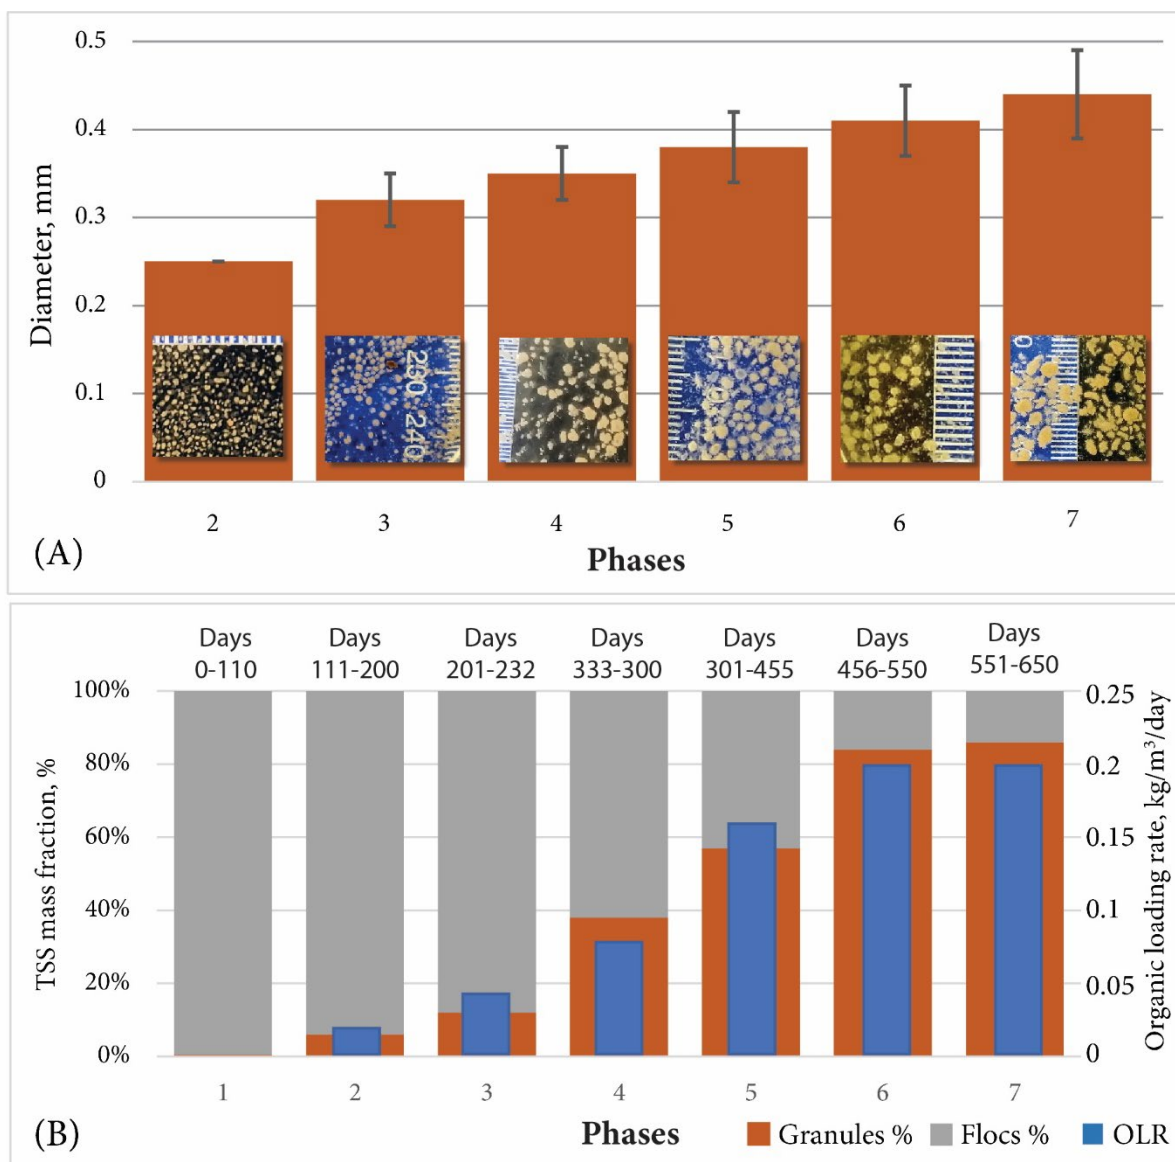 0.5
0.4
0.3
0.2
0.1
0
Diameter, mm
230 240
0
2 3 4 5 6 7
(A)
Phases
Days Days Days Days Days Days Days
0-110 111-200 201-232 333-300 301-455 456-550 551-650
100%
80%
60%
40%
20%
0%
TSS mass fraction, %
0.25
0.2
0.15
0.1
0.05
0
Organic loading rate, kg/m³/day
1 2 3 4 5 6 7
(B)
Phases
Granules % Flocs % OLR